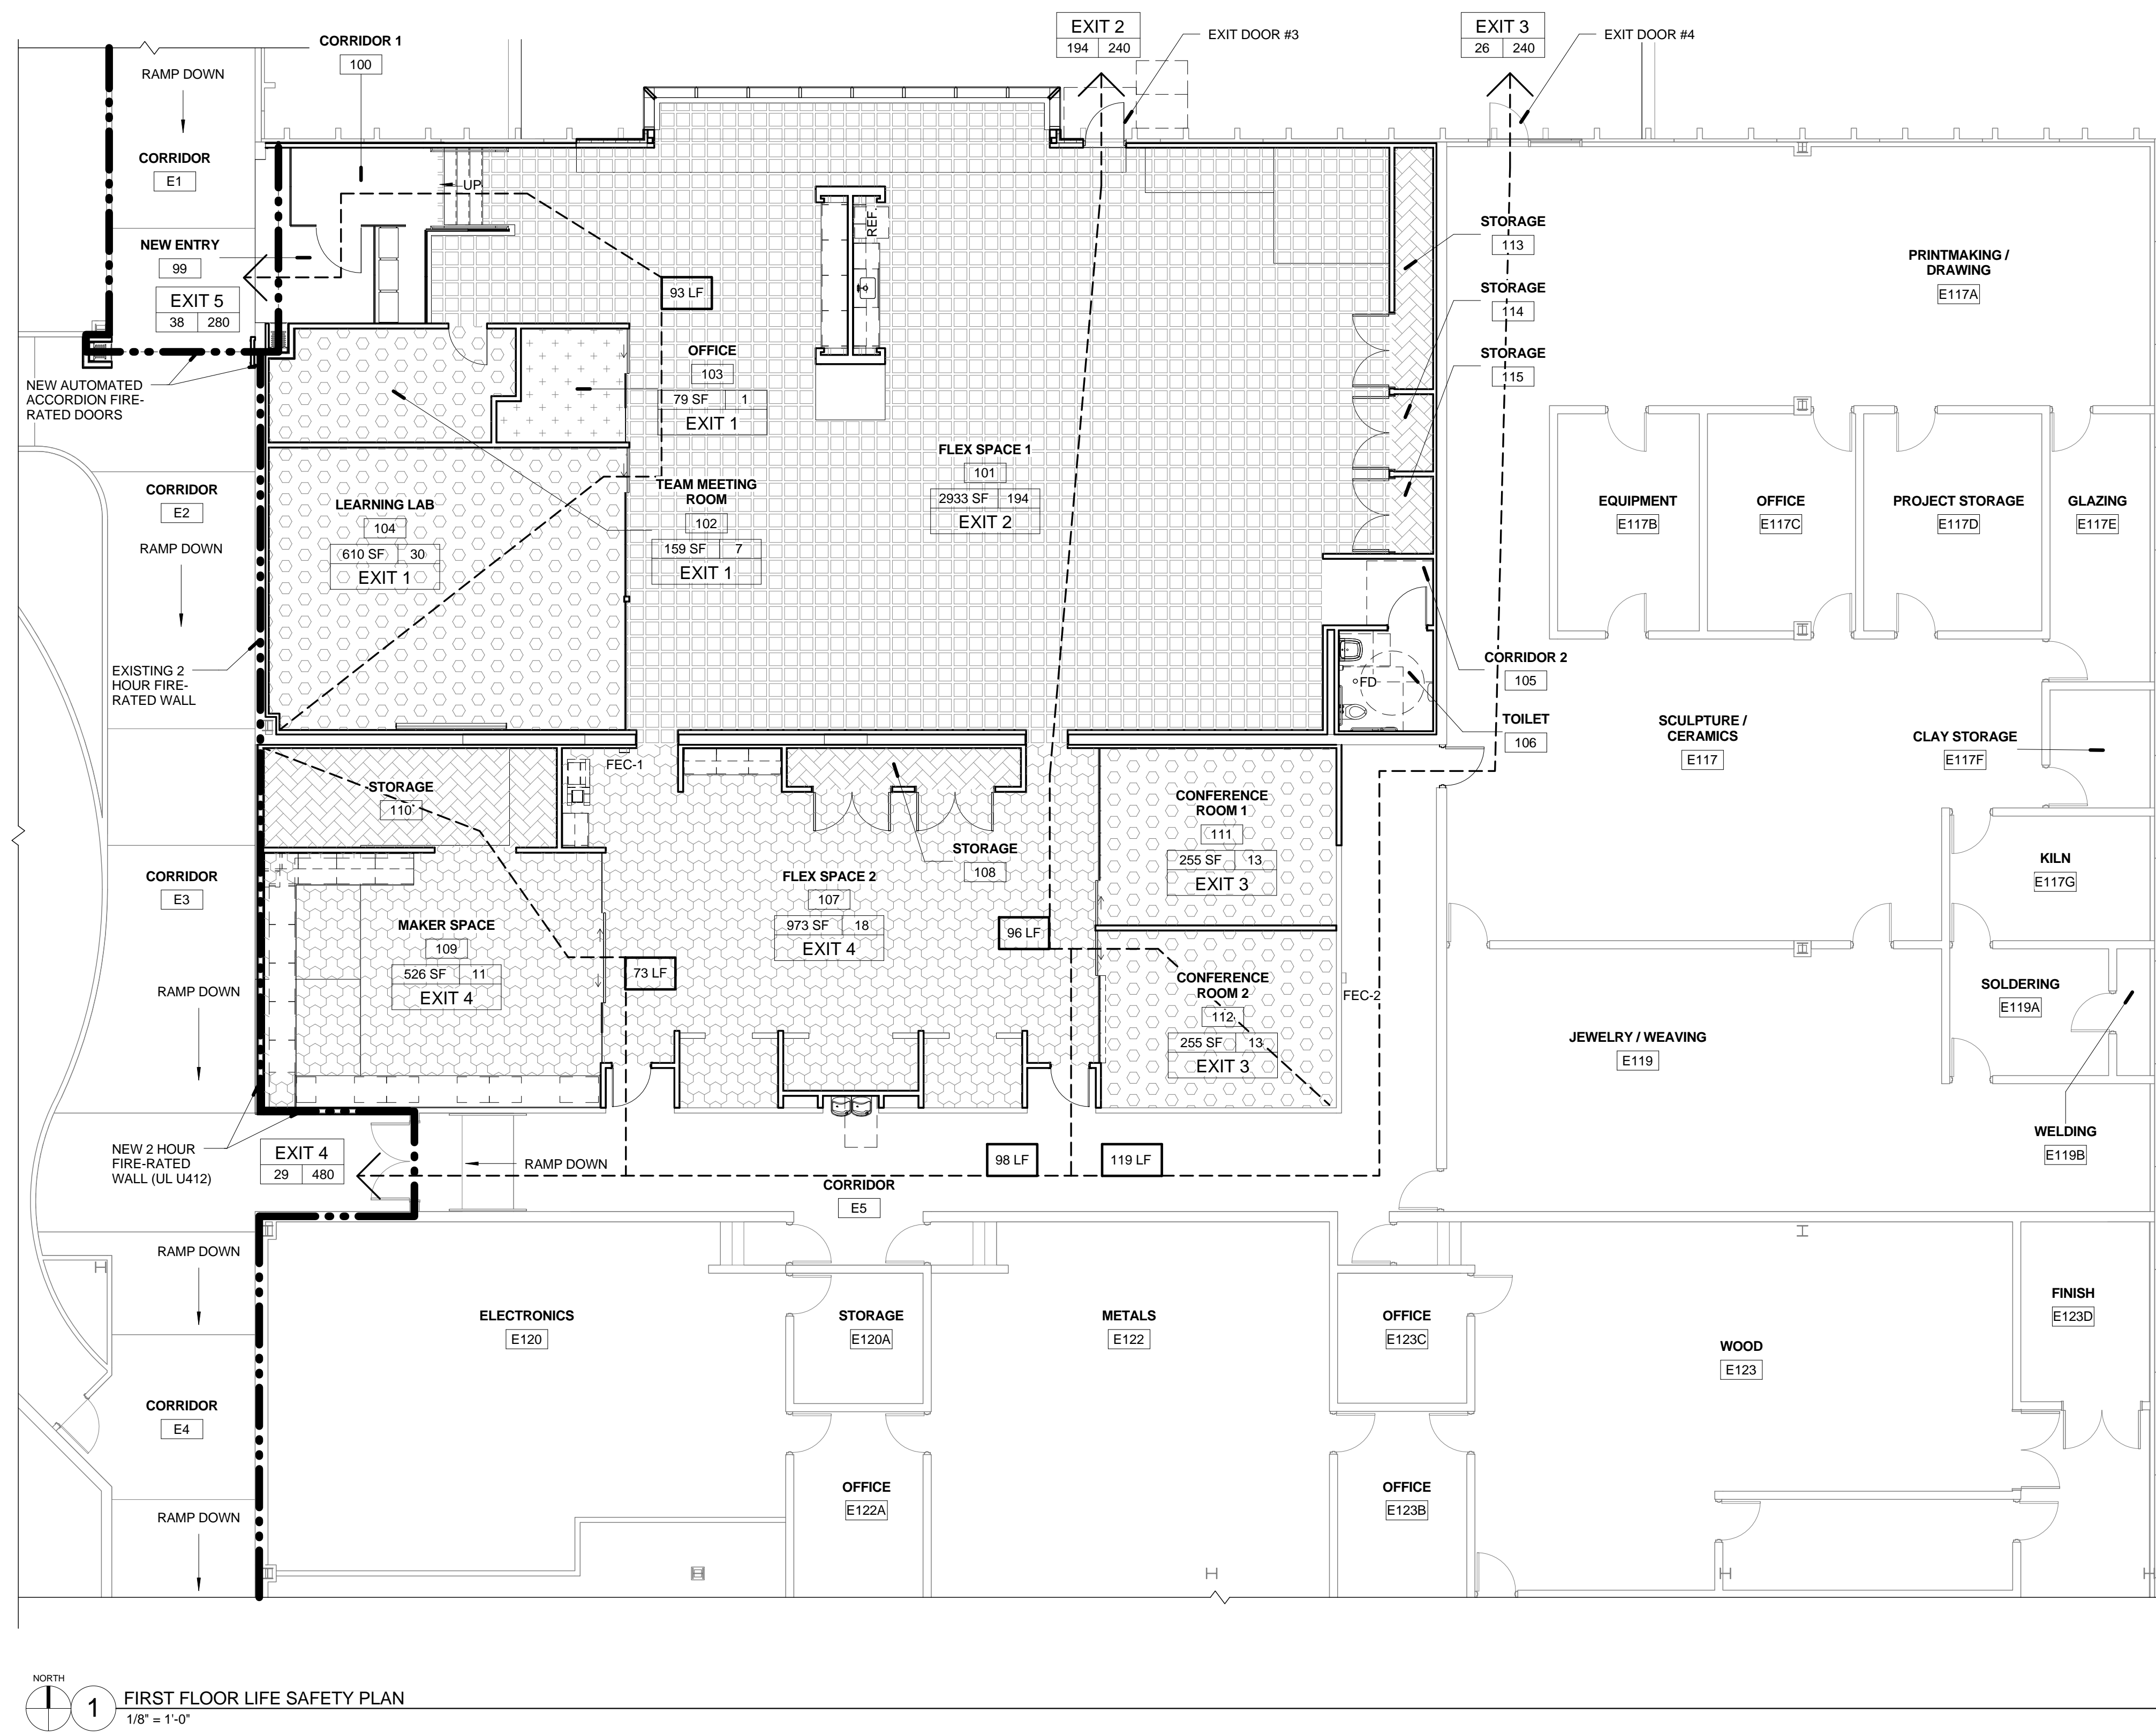 EXIT 2
194 240
EXIT DOOR #3
EXIT 3
26 240
EXIT DOOR #4
CORRIDOR 1
100
RAMP DOWN
CORRIDOR
E1
UP
REF.
NEW ENTRY
99
EXIT 5
38 280
93 LF
STORAGE
113
STORAGE
114
STORAGE
115
PRINTMAKING /
DRAWING
E117A
NEW AUTOMATED
ACCORDION FIRE-
RATED DOORS
OFFICE
103
79 SF 1
EXIT 1
FLEX SPACE 1
101
2933 SF 194
EXIT 2
TEAM MEETING
ROOM
102
159 SF 7
EXIT 1
LEARNING LAB
104
610 SF 30
EXIT 1
CORRIDOR
E2
RAMP DOWN
EQUIPMENT
E117B
OFFICE
E117C
PROJECT STORAGE
E117D
GLAZING
E117E
EXISTING 2
HOUR FIRE-
RATED WALL
FD
CORRIDOR 2
105
TOILET
106
SCULPTURE /
CERAMICS
E117
CLAY STORAGE
E117F
FEC-1
STORAGE
110
CONFERENCE
ROOM 1
111
255 SF 13
EXIT 3
STORAGE
108
FLEX SPACE 2
107
973 SF 18
EXIT 4
KILN
E117G
CORRIDOR
E3
MAKER SPACE
109
526 SF 11
EXIT 4
96 LF
73 LF
RAMP DOWN
CONFERENCE
ROOM 2
112
255 SF 13
EXIT 3
FEC-2
SOLDERING
E119A
JEWELRY / WEAVING
E119
NEW 2 HOUR
FIRE-RATED
WALL (UL U412)
EXIT 4
29 480
RAMP DOWN
98 LF
119 LF
CORRIDOR
E5
WELDING
E119B
RAMP DOWN
ELECTRONICS
E120
STORAGE
E120A
METALS
E122
OFFICE
E123C
WOOD
E123
FINISH
E123D
CORRIDOR
E4
OFFICE
E122A
OFFICE
E123B
RAMP DOWN
NORTH
1
FIRST FLOOR LIFE SAFETY PLAN
1/8" = 1'-0"